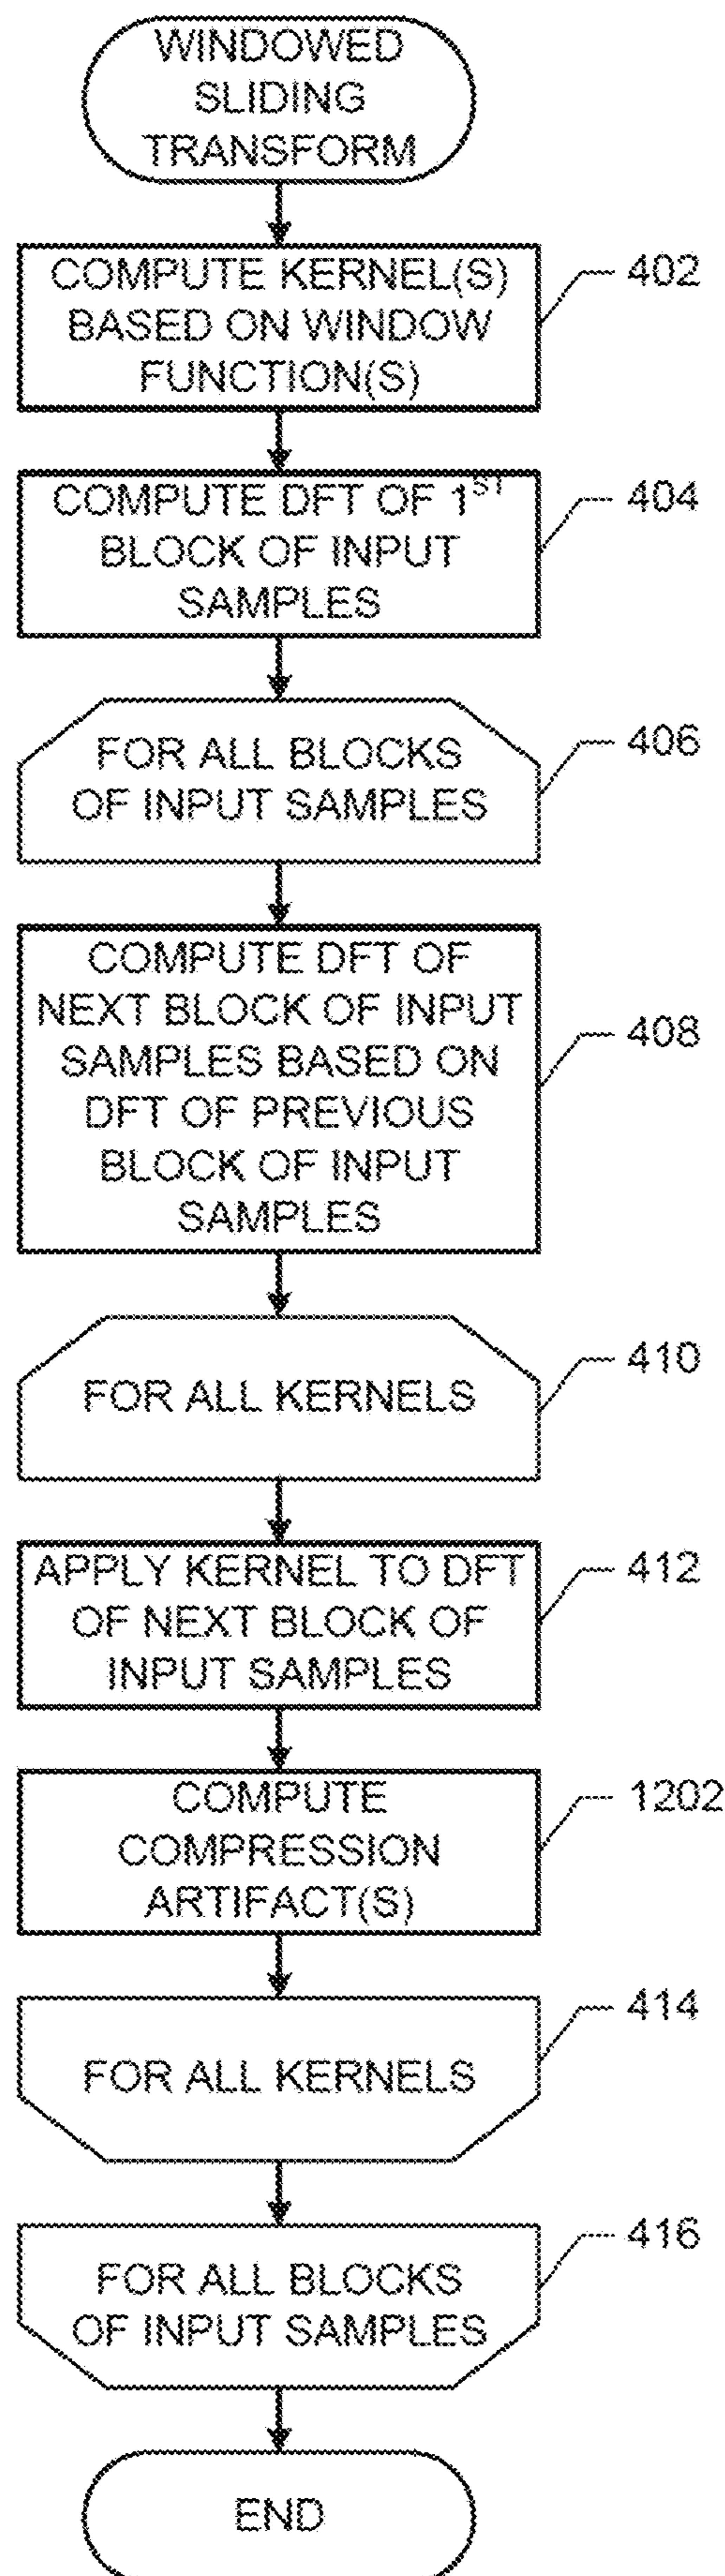 WINDOWED
SLIDING
TRANSFORM
COMPUTE KERNEL(S)
BASED ON WINDOW
FUNCTION(S)
402
COMPUTE DFT OF 1ST
BLOCK OF INPUT
SAMPLES
404
FOR ALL BLOCKS
OF INPUT SAMPLES
406
COMPUTE DFT OF
NEXT BLOCK OF INPUT
SAMPLES BASED ON
DFT OF PREVIOUS
BLOCK OF INPUT
SAMPLES
408
FOR ALL KERNELS
410
APPLY KERNEL TO DFT
OF NEXT BLOCK OF
INPUT SAMPLES
412
COMPUTE
COMPRESSION
ARTIFACT(S)
1202
FOR ALL KERNELS
414
FOR ALL BLOCKS
OF INPUT SAMPLES
416
END